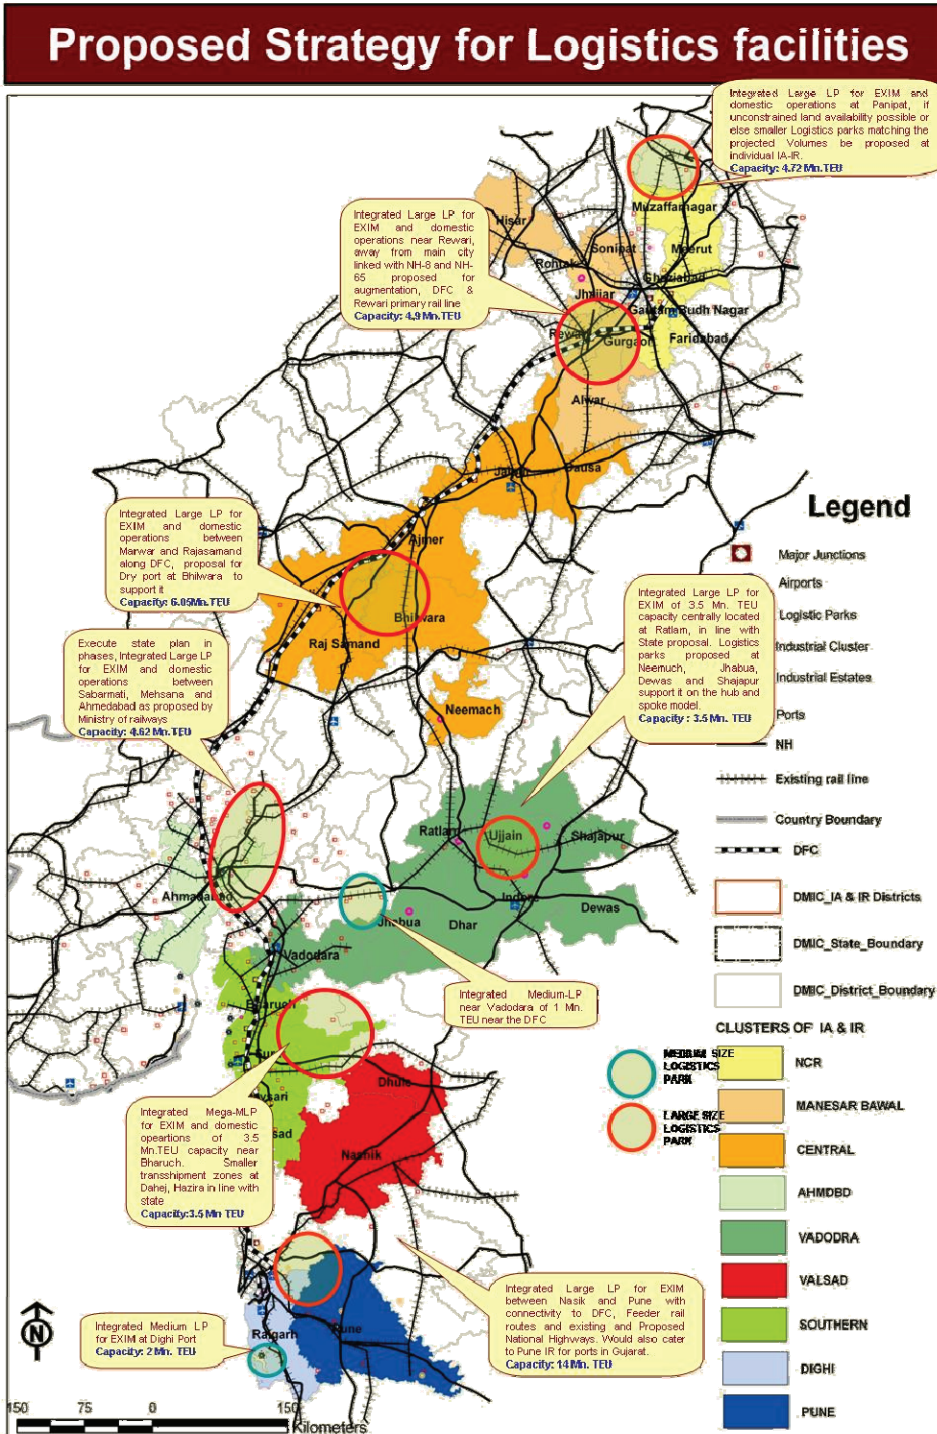 Proposed Strategy for Logistics facilities
Integrated Large LP for EXIM and
domestic operations at Panipat, if
unconstrained land availability possible or
else smaller Logistics parks matching the
projected Volumes be proposed at
individual IA-IR.
Capacity: 4.72 Mn.TEU
Integrated Large LP for
EXIM and domestic
operations near Rewari,
away from main city
linked with NH-8 and NH-
65 proposed for
augmentation, DFC &
Rewari primary rail line
Capacity: 4.9 Mn.TEU
Hisar
Muzaffarnagar
Sonipat
Meerut
Rohtak
Ghaziabad
Jhajjar
Gautam Budh Nagar
Rewari
Gurgaon
Faridabad
Alwar
Jaipur
Dausa
Ajmer
Bhilwara
Raj Samand
Neemach
Integrated Large LP for
EXIM and domestic
operations between
Marwar and Rajasamand
along DFC, proposal for
Dry port at Bhilwara to
support it
Capacity: 6.05Mn.TEU
Execute state plan in
phases, Integrated Large LP
for EXIM and domestic
operations between
Sabarmati, Mehsana and
Ahmedabad as proposed by
Ministry of railways
Capacity: 4.62 Mn.TEU
Integrated Large LP for
EXIM of 3.5 Mn. TEU
capacity centrally located
at Ratlam, in line with
State proposal. Logistics
parks proposed at
Neemuch, Jhabua,
Dewas and Shajapur
support it on the hub and
spoke model.
Capacity : 3.5 Mn. TEU
Ratlam
Ujjain
Shajapur
Ahmadabad
Jhabua
Dhar
Indore
Dewas
Vadodara
Bharuch
Integrated Medium-LP
near Vadodara of 1 Mn.
TEU near the DFC
Dhule
Nashik
Integrated Mega-MLP
for EXIM and domestic
opeartions of 3.5
Mn.TEU capacity near
Bharuch. Smaller
transshipment zones at
Dahej, Hazira in line with
state
Capacity:3.5 Mn TEU
Integrated Medium LP
for EXIM at Dighi Port
Capacity: 2 Mn. TEU
Raigarh
Pune
Integrated Large LP for EXIM
between Nasik and Pune with
connectivity to DFC, Feeder rail
routes and existing and Proposed
National Highways. Would also cater
to Pune IR for ports in Gujarat.
Capacity: 14 Mn. TEU
Legend
Major Junctions
Airports
Logistic Parks
Industrial Cluster
Industrial Estates
Ports
NH
Existing rail line
Country Boundary
DFC
DMIC_IA & IR Districts
DMIC_State_Boundary
DMIC_District_Boundary
CLUSTERS OF IA & IR
NCR
MANESAR BAWAL
CENTRAL
AHMDBD
VADODRA
VALSAD
SOUTHERN
DIGHI
PUNE
MEDIUM SIZE
LOGISTICS
PARK
LARGE SIZE
LOGISTICS
PARK
N
150 75 0 150
Kilometers